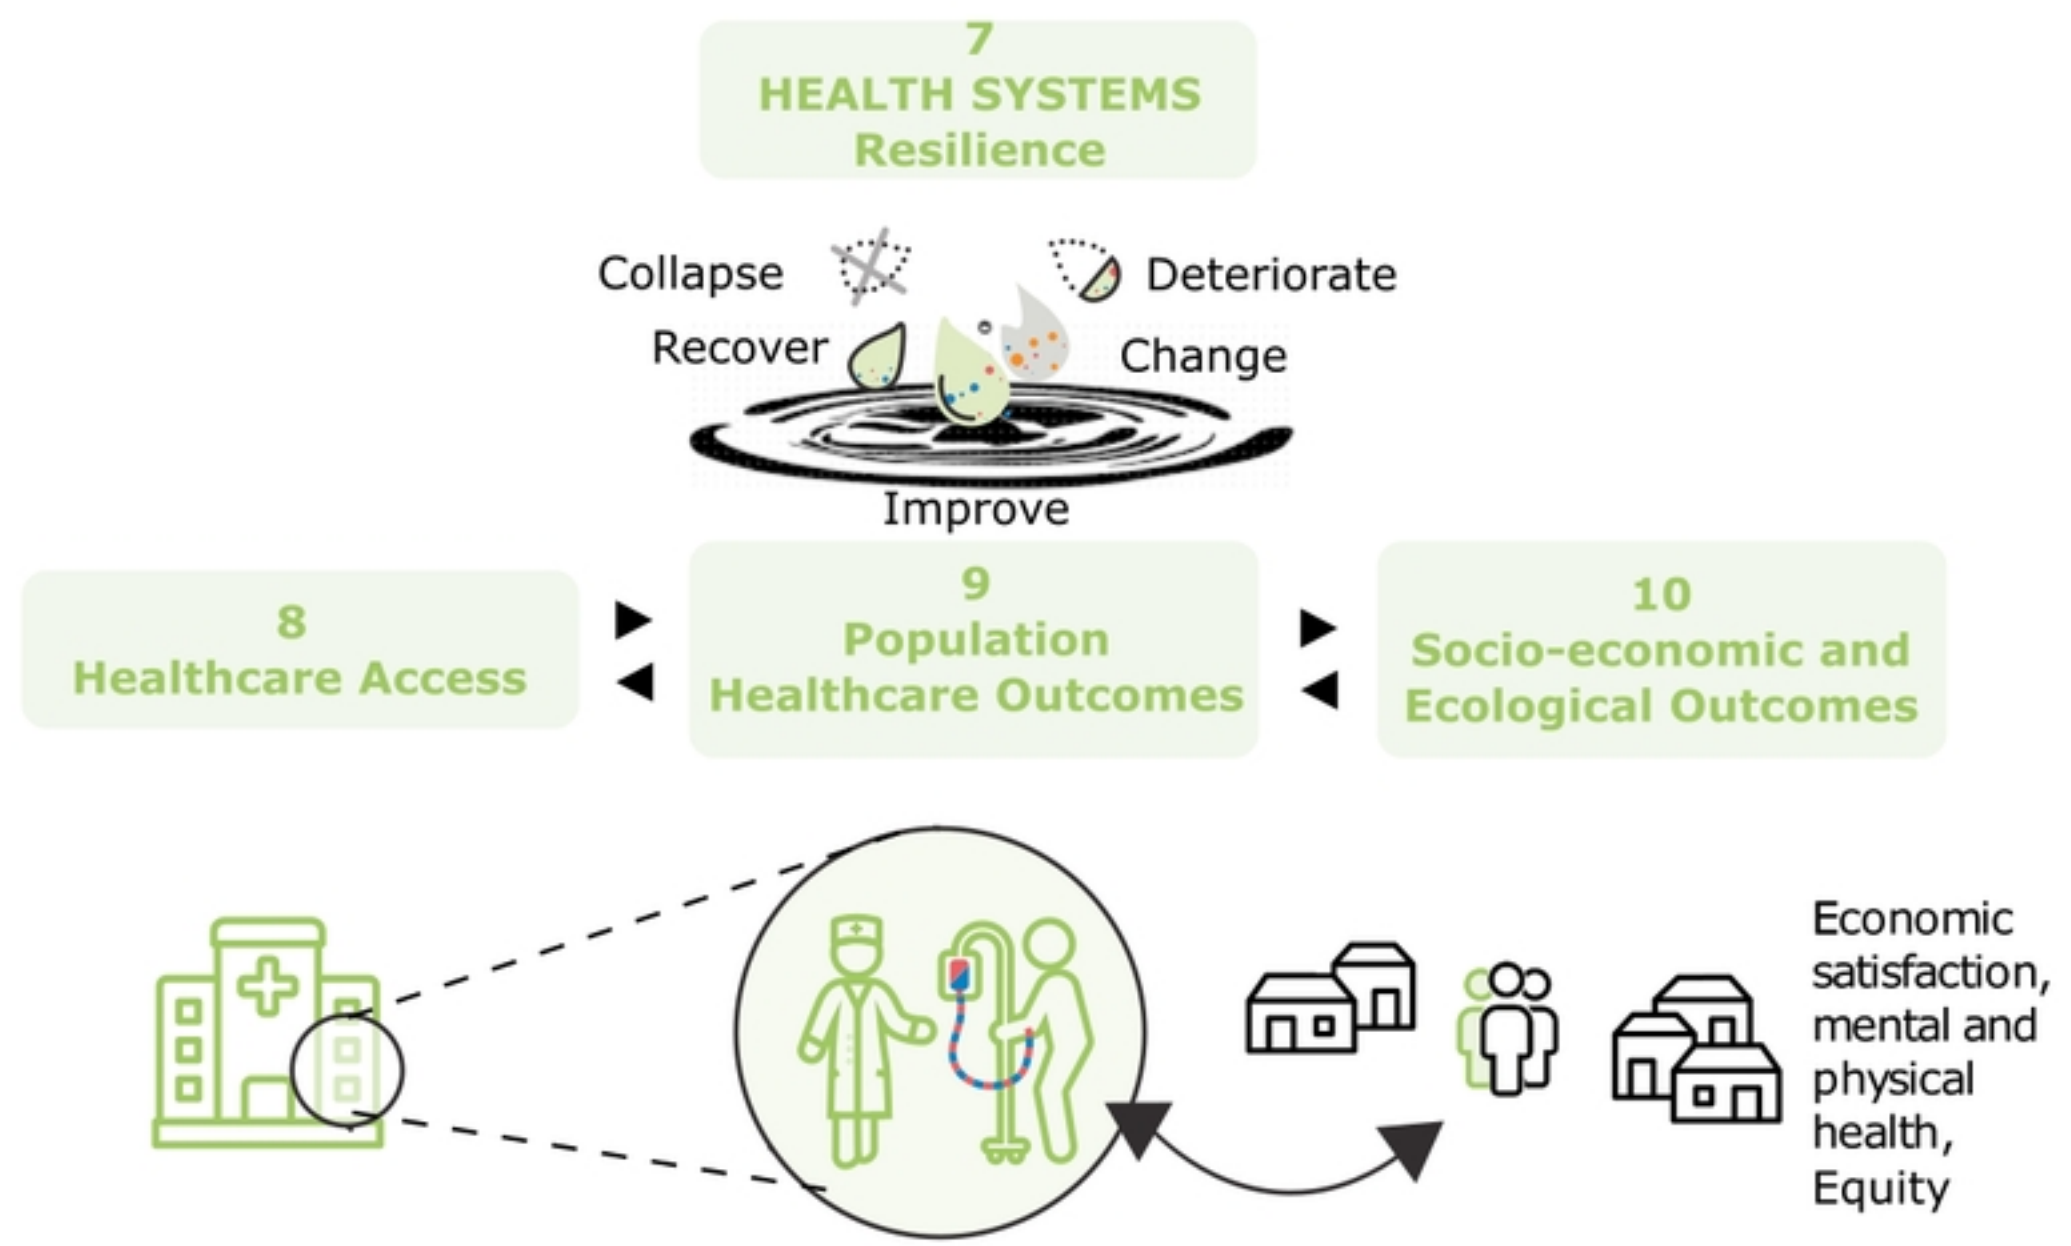 7
HEALTH SYSTEMS
Resilience
Collapse
Deteriorate
Recover
Change
Improve
8
Healthcare Access
9
Population
Healthcare Outcomes
10
Socio-economic and
Ecological Outcomes
Economic
satisfaction,
mental and
physical
health,
Equity